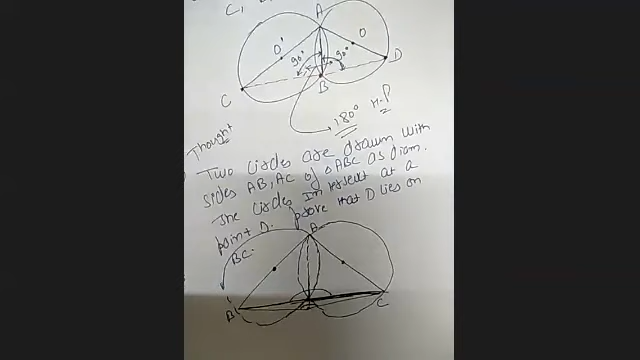 C,
A
O'
O
90°
90°
D
C
B
180° H.P
Thought
Two circles are drawn with
sides AB, AC of △ABC as diam.
The circles Intersect at a
point D. prove that D lies on
BC.
A
B
C